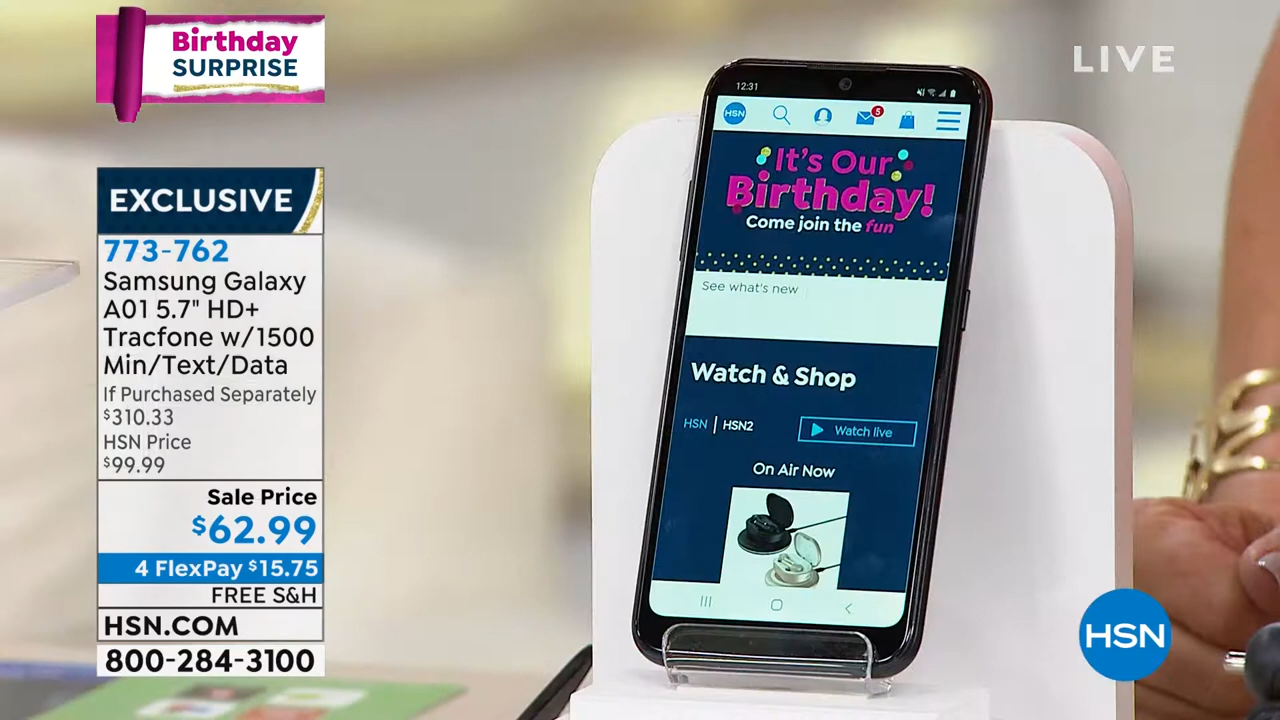 Birthday
SURPRISE
LIVE
EXCLUSIVE
773-762
Samsung Galaxy
A01 5.7" HD+
Tracfone w/1500
Min/Text/Data
If Purchased Separately
$310.33
HSN Price
$99.99
Sale Price
$62.99
4 FlexPay $15.75
FREE S&H
HSN.COM
800-284-3100
12:31
HSN
5
It's Our
Birthday!
Come join the fun
See what's new
Watch & Shop
HSN | HSN2
Watch live
On Air Now
HSN